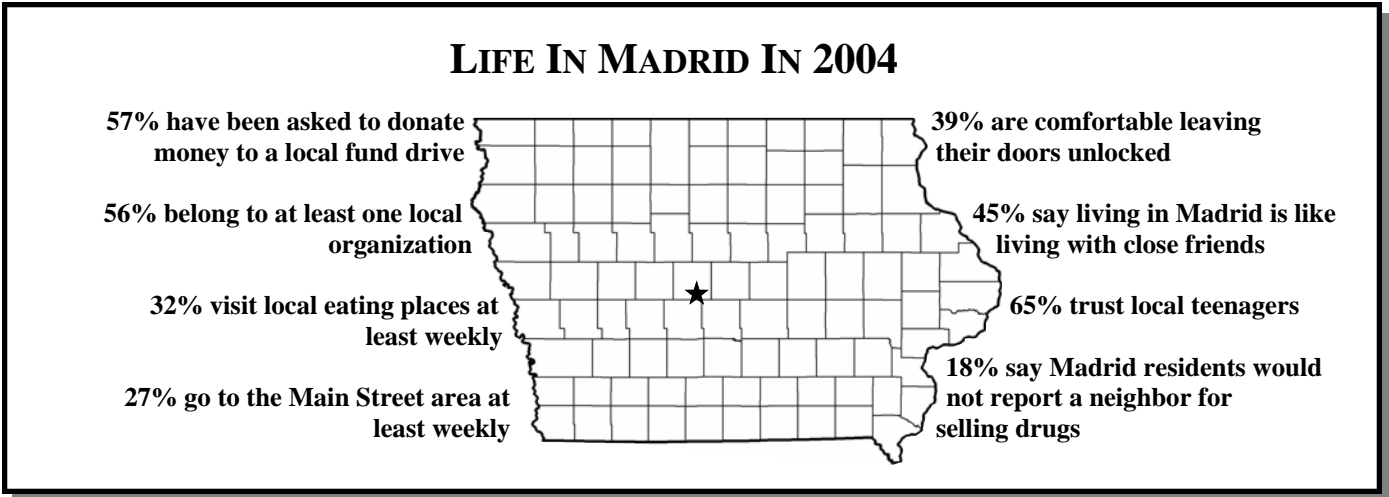 LIFE IN MADRID IN 2004
57% have been asked to donate
money to a local fund drive
56% belong to at least one local
organization
32% visit local eating places at
least weekly
27% go to the Main Street area at
least weekly
39% are comfortable leaving
their doors unlocked
45% say living in Madrid is like
living with close friends
65% trust local teenagers
18% say Madrid residents would
not report a neighbor for
selling drugs